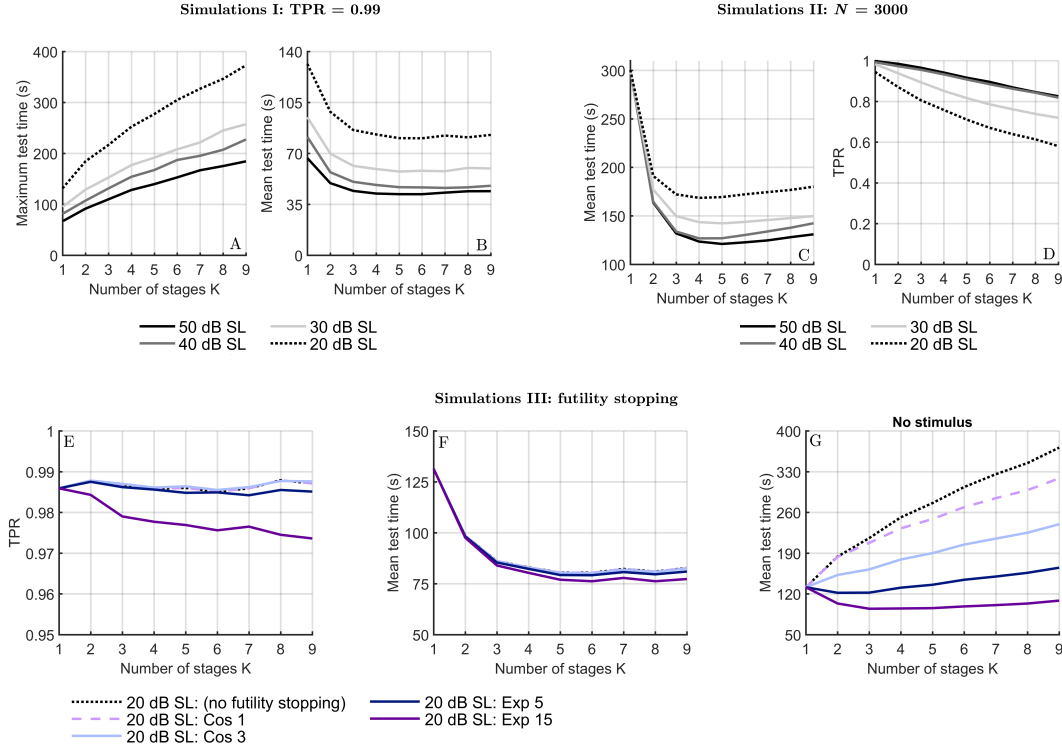 Simulations I: TPR = 0.99
Simulations II: N = 3000
400
300
200
100
0
Maximum test time (s)
A
1 2 3 4 5 6 7 8 9
Number of stages K
140
105
70
35
0
Mean test time (s)
B
1 2 3 4 5 6 7 8 9
Number of stages K
50 dB SL
30 dB SL
40 dB SL
20 dB SL
300
250
200
150
100
Mean test time (s)
C
1 2 3 4 5 6 7 8 9
Number of stages K
1
0.8
0.6
0.4
0.2
0
TPR
D
1 2 3 4 5 6 7 8 9
Number of stages K
50 dB SL
30 dB SL
40 dB SL
20 dB SL
Simulations III: futility stopping
E
1
0.99
0.98
0.97
0.96
0.95
TPR
1 2 3 4 5 6 7 8 9
Number of stages K
F
150
125
100
75
50
Mean test time (s)
1 2 3 4 5 6 7 8 9
Number of stages K
No stimulus
G
400
330
260
190
120
50
Mean test time (s)
1 2 3 4 5 6 7 8 9
Number of stages K
20 dB SL: (no futility stopping)
20 dB SL: Cos 1
20 dB SL: Cos 3
20 dB SL: Exp 5
20 dB SL: Exp 15